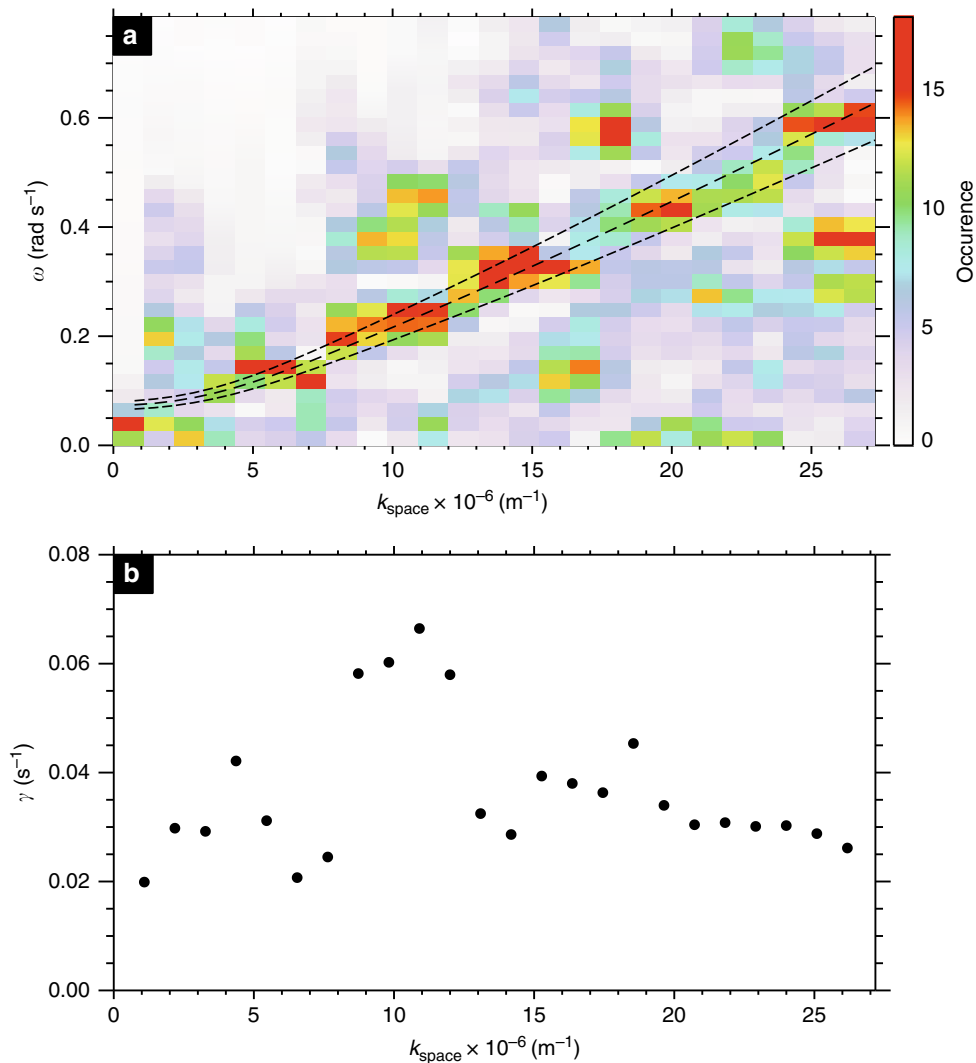 a
0.6
0.4
0.2
0.0
ω (rad s⁻¹)
0 5 10 15 20 25
k_space × 10⁻⁶ (m⁻¹)
15
10
5
0
Occurence
b
0.08
0.06
0.04
0.02
0.00
γ (s⁻¹)
0 5 10 15 20 25
k_space × 10⁻⁶ (m⁻¹)